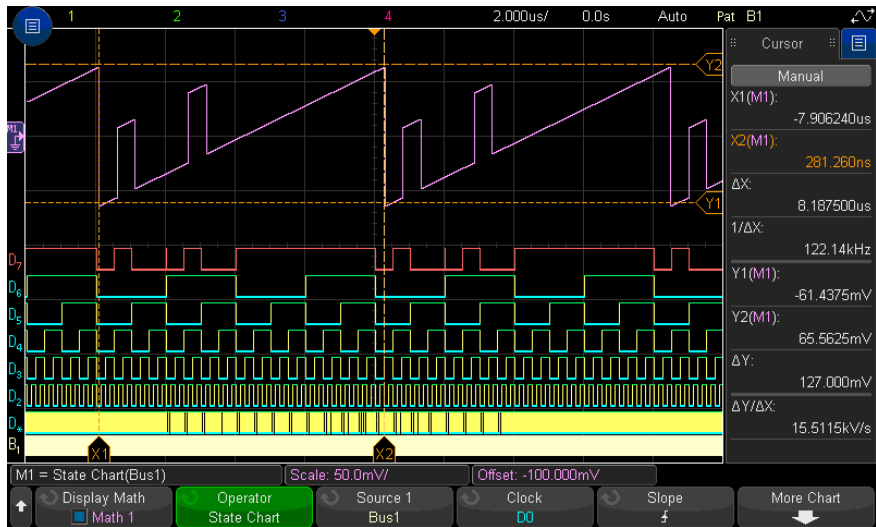 1 2 3 4 2.000us/ 0.0s Auto Pat B1
Cursor
Manual
X1(M1):
-7.906240us
X2(M1):
281.260ns
ΔX:
8.187500us
1/ΔX:
122.14kHz
Y1(M1):
-61.4375mV
Y2(M1):
65.5625mV
ΔY:
127.000mV
ΔY/ΔX:
15.5115kV/s
Y2
M1
Y1
D7
D6
D5
D4
D3
D2
D*
B1
X1 X2
M1 = State Chart(Bus1) Scale: 50.0mV/ Offset: -100.000mV
Display Math
Math 1
Operator
State Chart
Source 1
Bus1
Clock
D0
Slope
More Chart